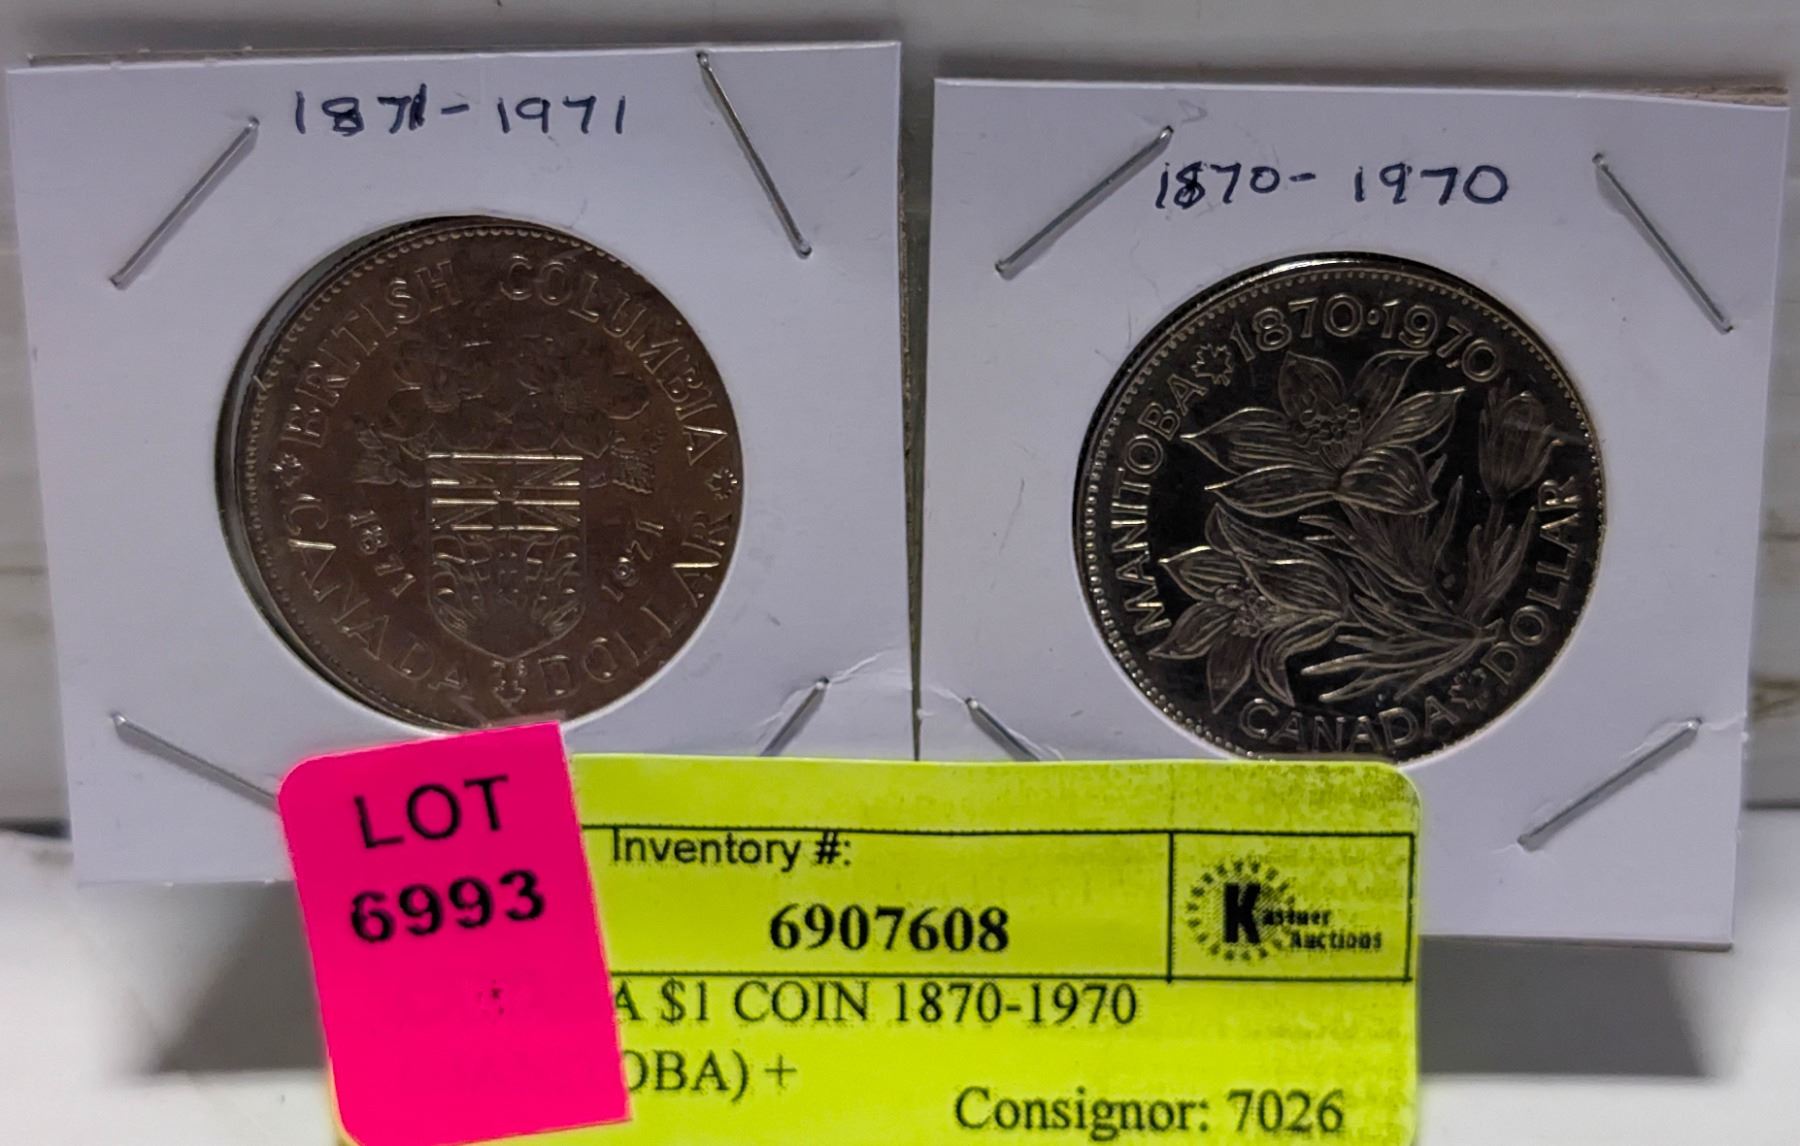 1871-1971
1870-1970
BRITISH COLUMBIA
1871 1971
CANADA DOLLAR
MANITOBA 1870·1970
CANADA DOLLAR
LOT
6993
Inventory #:
6907608
Kastner
Auctions
A $1 COIN 1870-1970
OBA) +
Consignor: 7026